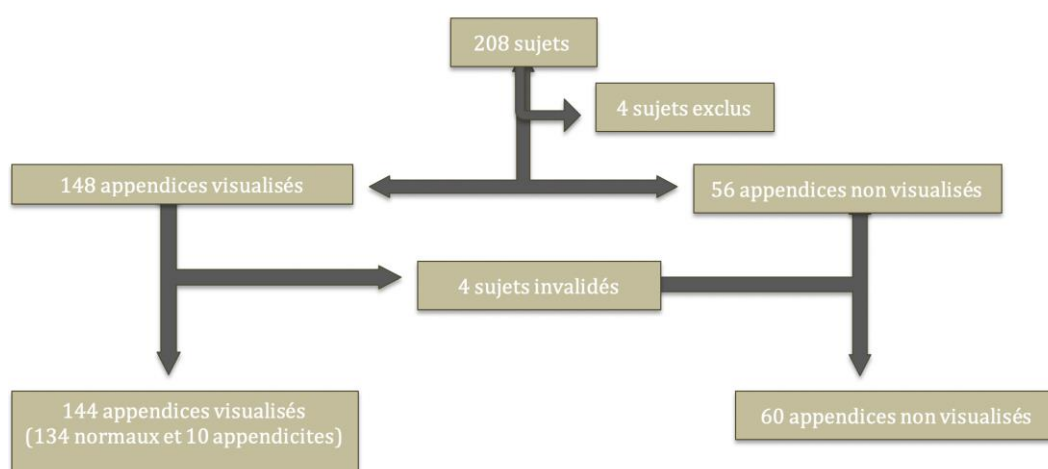 208 sujets
4 sujets exclus
148 appendices visualisés
56 appendices non visualisés
4 sujets invalidés
144 appendices visualisés
(134 normaux et 10 appendicites)
60 appendices non visualisés